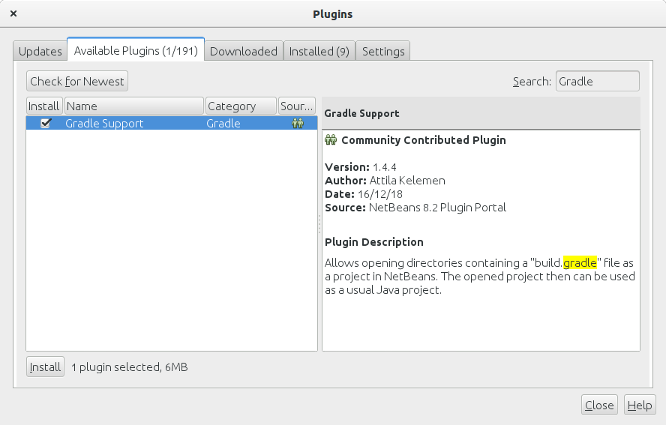 Plugins
Updates Available Plugins (1/191) Downloaded Installed (9) Settings
Check for Newest Search: Gradle
Install Name Category Sour...
Gradle Support Gradle
Gradle Support
Community Contributed Plugin
Version: 1.4.4
Author: Attila Kelemen
Date: 16/12/18
Source: NetBeans 8.2 Plugin Portal
Plugin Description
Allows opening directories containing a "build.gradle" file as
a project in NetBeans. The opened project then can be used
as a usual Java project.
Install 1 plugin selected, 6MB
Close Help